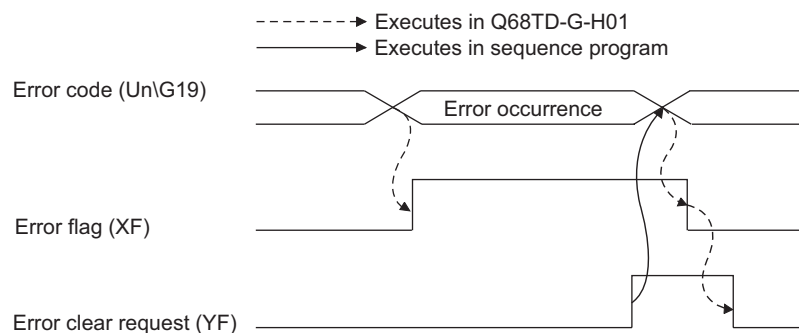 Executes in Q68TD-G-H01
Executes in sequence program
Error code (Un\G19)
Error occurrence
Error flag (XF)
Error clear request (YF)